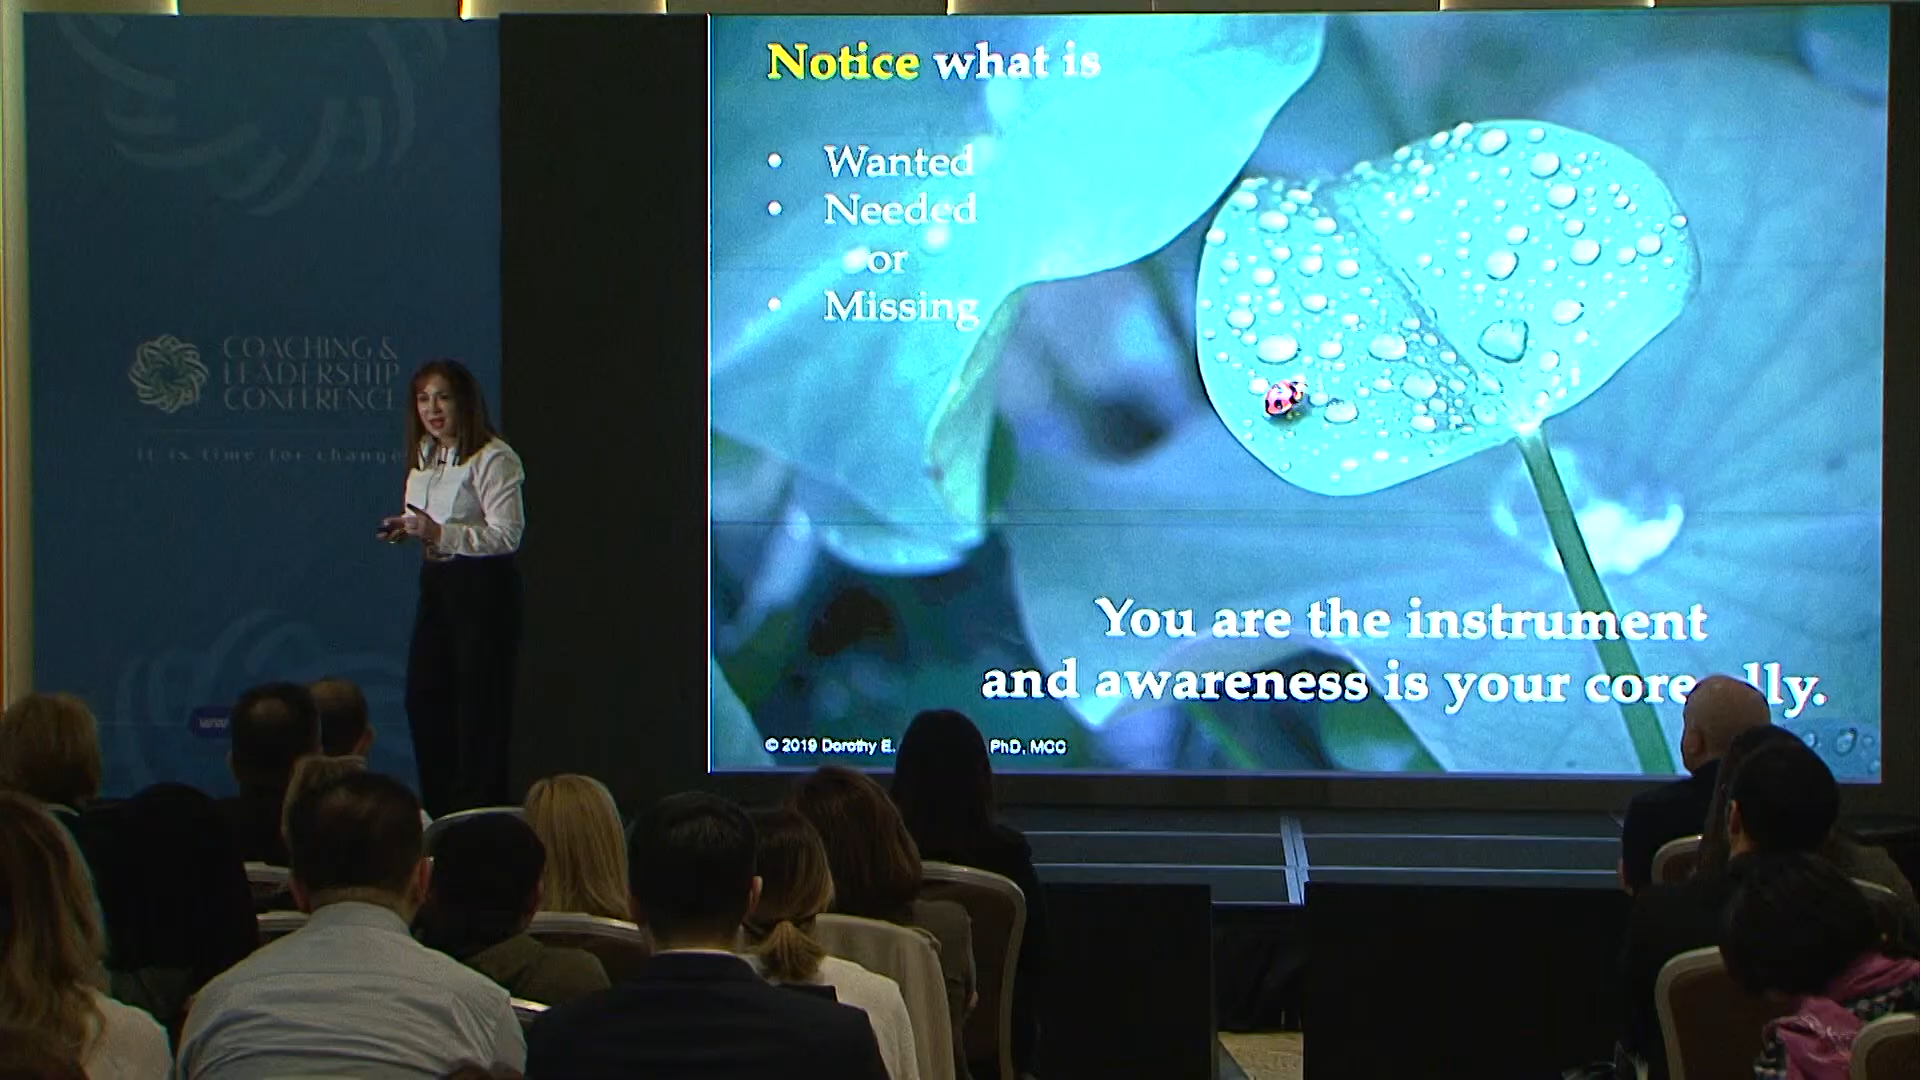 Notice what is
• Wanted
• Needed
or
• Missing
You are the instrument
and awareness is your core
© 2019 Dorothy E. PhD, MCC
COACHING &
LEADERSHIP
CONFERENCE
It is time for change